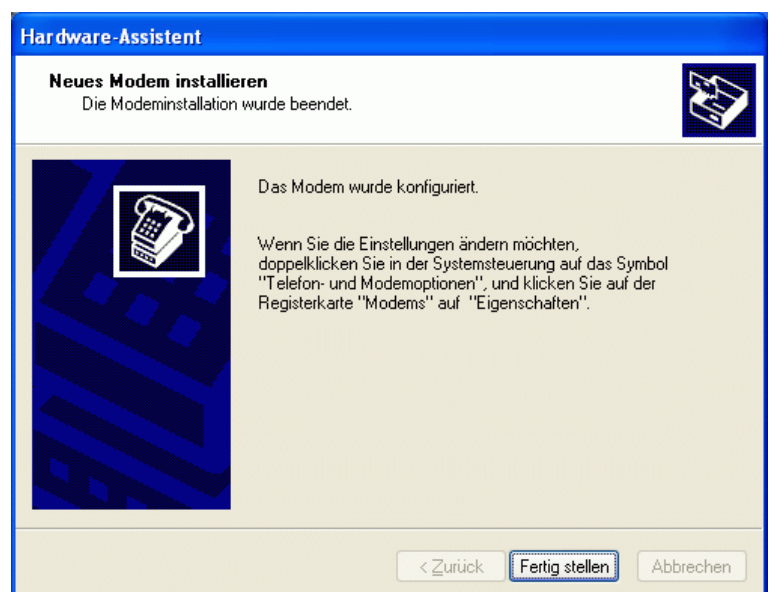 Hardware-Assistent
Neues Modem installieren
Die Modeminstallation wurde beendet.
Das Modem wurde konfiguriert.
Wenn Sie die Einstellungen ändern möchten,
doppelklicken Sie in der Systemsteuerung auf das Symbol
"Telefon- und Modemoptionen", und klicken Sie auf der
Registerkarte "Modems" auf "Eigenschaften".
< Zurück Fertig stellen Abbrechen